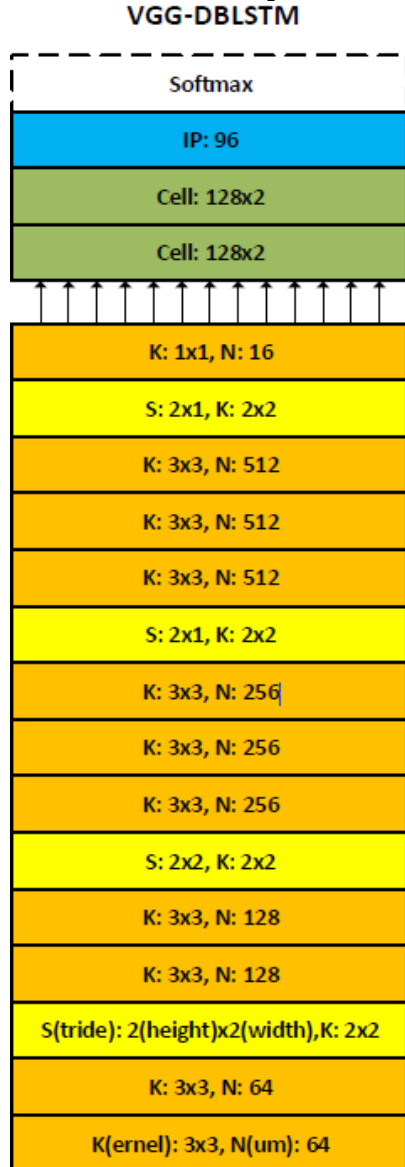 VGG-DBLSTM
Softmax
IP: 96
Cell: 128x2
Cell: 128x2
K: 1x1, N: 16
S: 2x1, K: 2x2
K: 3x3, N: 512
K: 3x3, N: 512
K: 3x3, N: 512
S: 2x1, K: 2x2
K: 3x3, N: 256
K: 3x3, N: 256
K: 3x3, N: 256
S: 2x2, K: 2x2
K: 3x3, N: 128
K: 3x3, N: 128
S(tride): 2(height)x2(width),K: 2x2
K: 3x3, N: 64
K(ernel): 3x3, N(um): 64